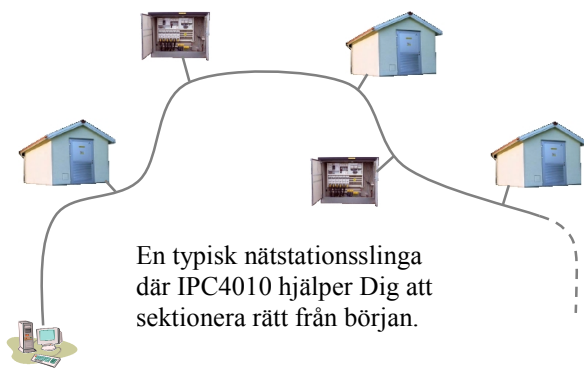 En typisk nätstationsslinga
där IPC4010 hjälper Dig att
sektionera rätt från början.